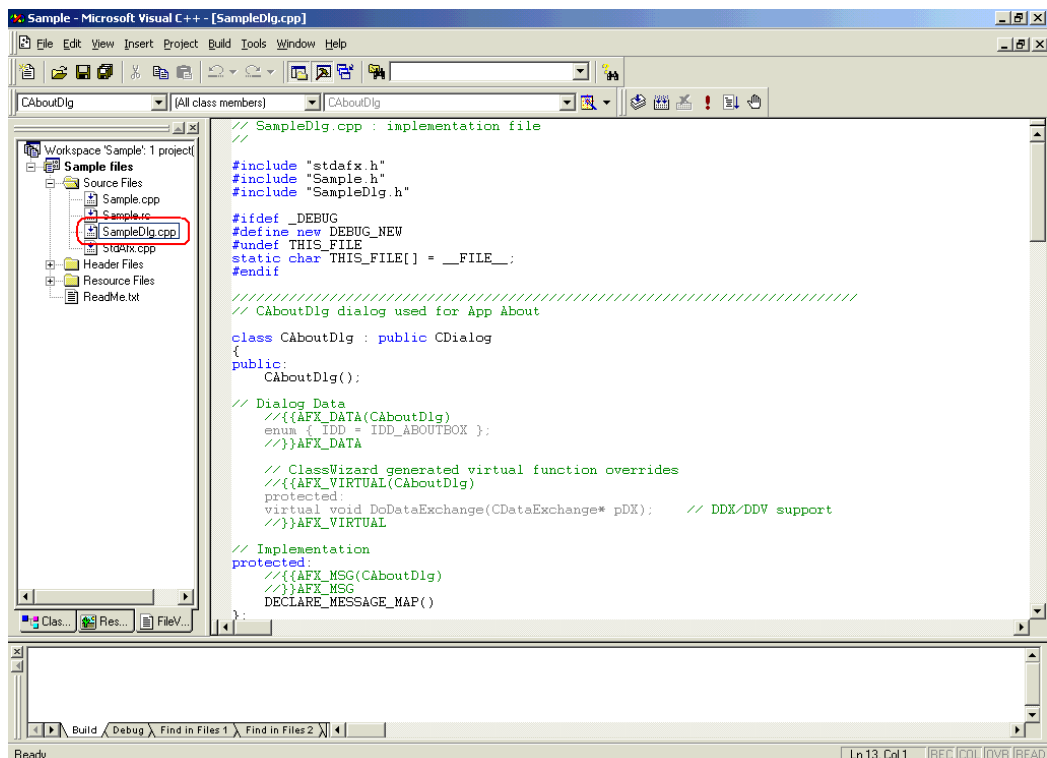 Sample - Microsoft Visual C++ - [SampleDlg.cpp]
File Edit View Insert Project Build Tools Window Help
CAboutDlg (All class members) CAboutDlg
Workspace 'Sample': 1 project(
Sample files
Source Files
Sample.cpp
Sample.rc
SampleDlg.cpp
StdAfx.cpp
Header Files
Resource Files
ReadMe.txt
Clas... Res... FileV...
// SampleDlg.cpp : implementation file
//
#include "stdafx.h"
#include "Sample.h"
#include "SampleDlg.h"
#ifdef _DEBUG
#define new DEBUG_NEW
#undef THIS_FILE
static char THIS_FILE[] = __FILE__;
#endif
/////////////////////////////////////////////////////////////////////////////
// CAboutDlg dialog used for App About
class CAboutDlg : public CDialog
{
public:
CAboutDlg();
// Dialog Data
//{{AFX_DATA(CAboutDlg)
enum { IDD = IDD_ABOUTBOX };
//}}AFX_DATA
// ClassWizard generated virtual function overrides
//{{AFX_VIRTUAL(CAboutDlg)
protected:
virtual void DoDataExchange(CDataExchange* pDX); // DDX/DDV support
//}}AFX_VIRTUAL
// Implementation
protected:
//{{AFX_MSG(CAboutDlg)
//}}AFX_MSG
DECLARE_MESSAGE_MAP()
};
Build Debug Find in Files 1 Find in Files 2
Ready Ln 13, Col 1 REC COL OVR READ